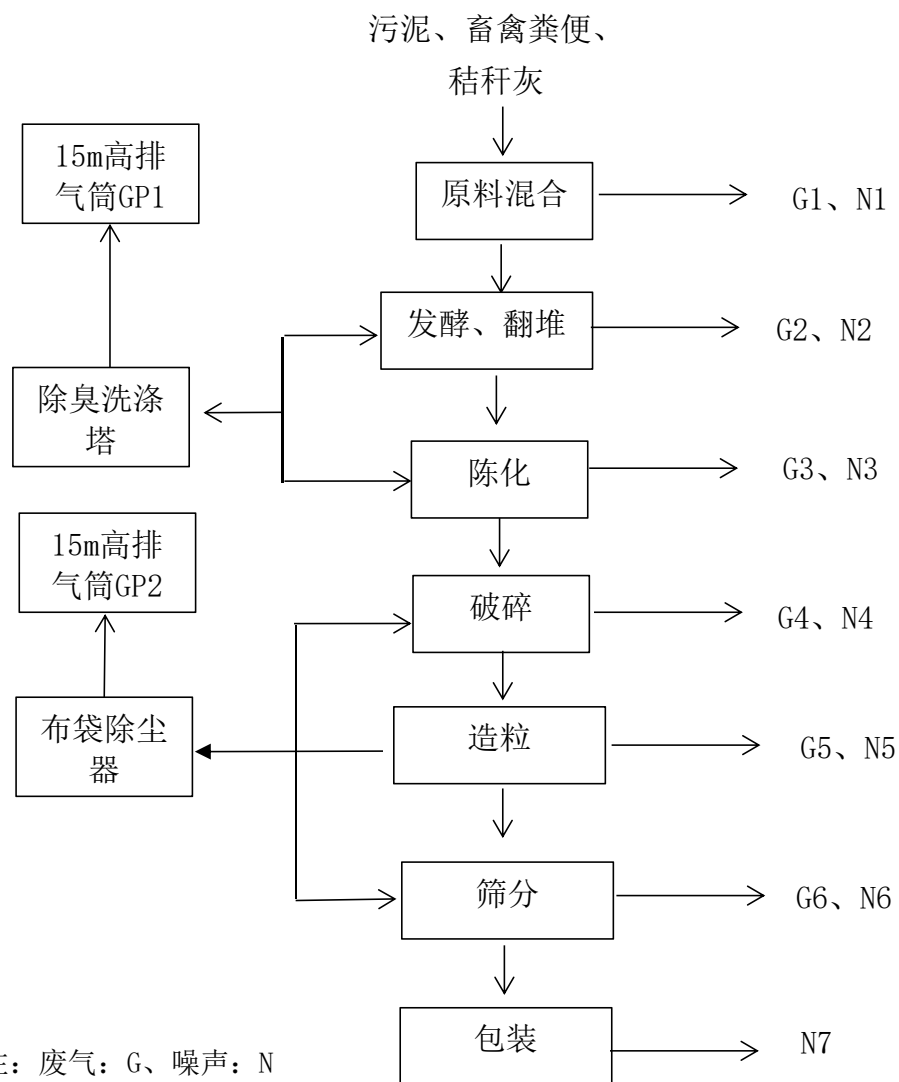 污泥、畜禽粪便、
秸秆灰
15m高排
气筒GP1
原料混合
G1、N1
发酵、翻堆
G2、N2
除臭洗涤
塔
陈化
G3、N3
15m高排
气筒GP2
破碎
G4、N4
布袋除尘
器
造粒
G5、N5
筛分
G6、N6
包装
N7
：废气：G、噪声：N